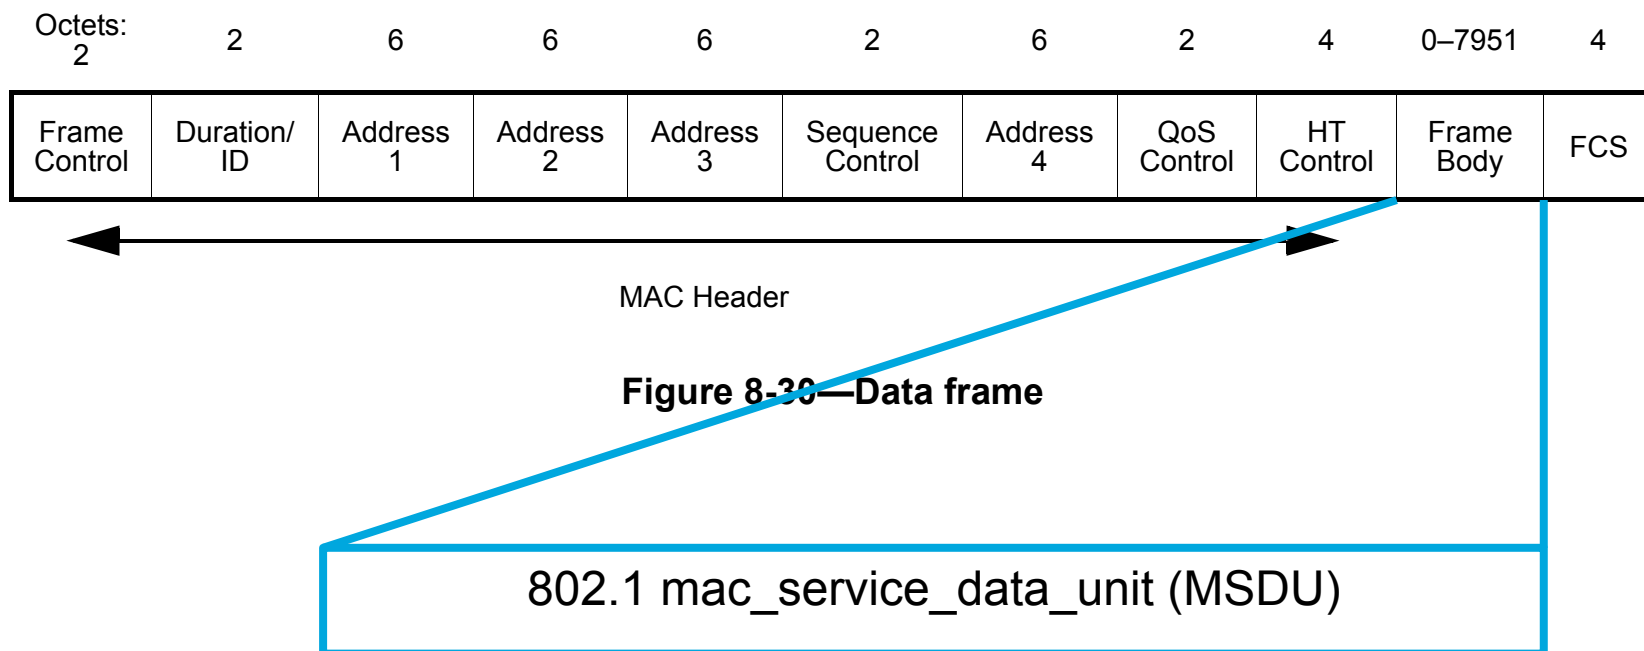 Octets:
2 2 6 6 6 2 6 2 4 0–7951 4
Frame Duration/ Address Address Address Sequence Address QoS HT Frame FCS
Control ID 1 2 3 Control 4 Control Control Body
MAC Header
Figure 8-30—Data frame
802.1 mac_service_data_unit (MSDU)